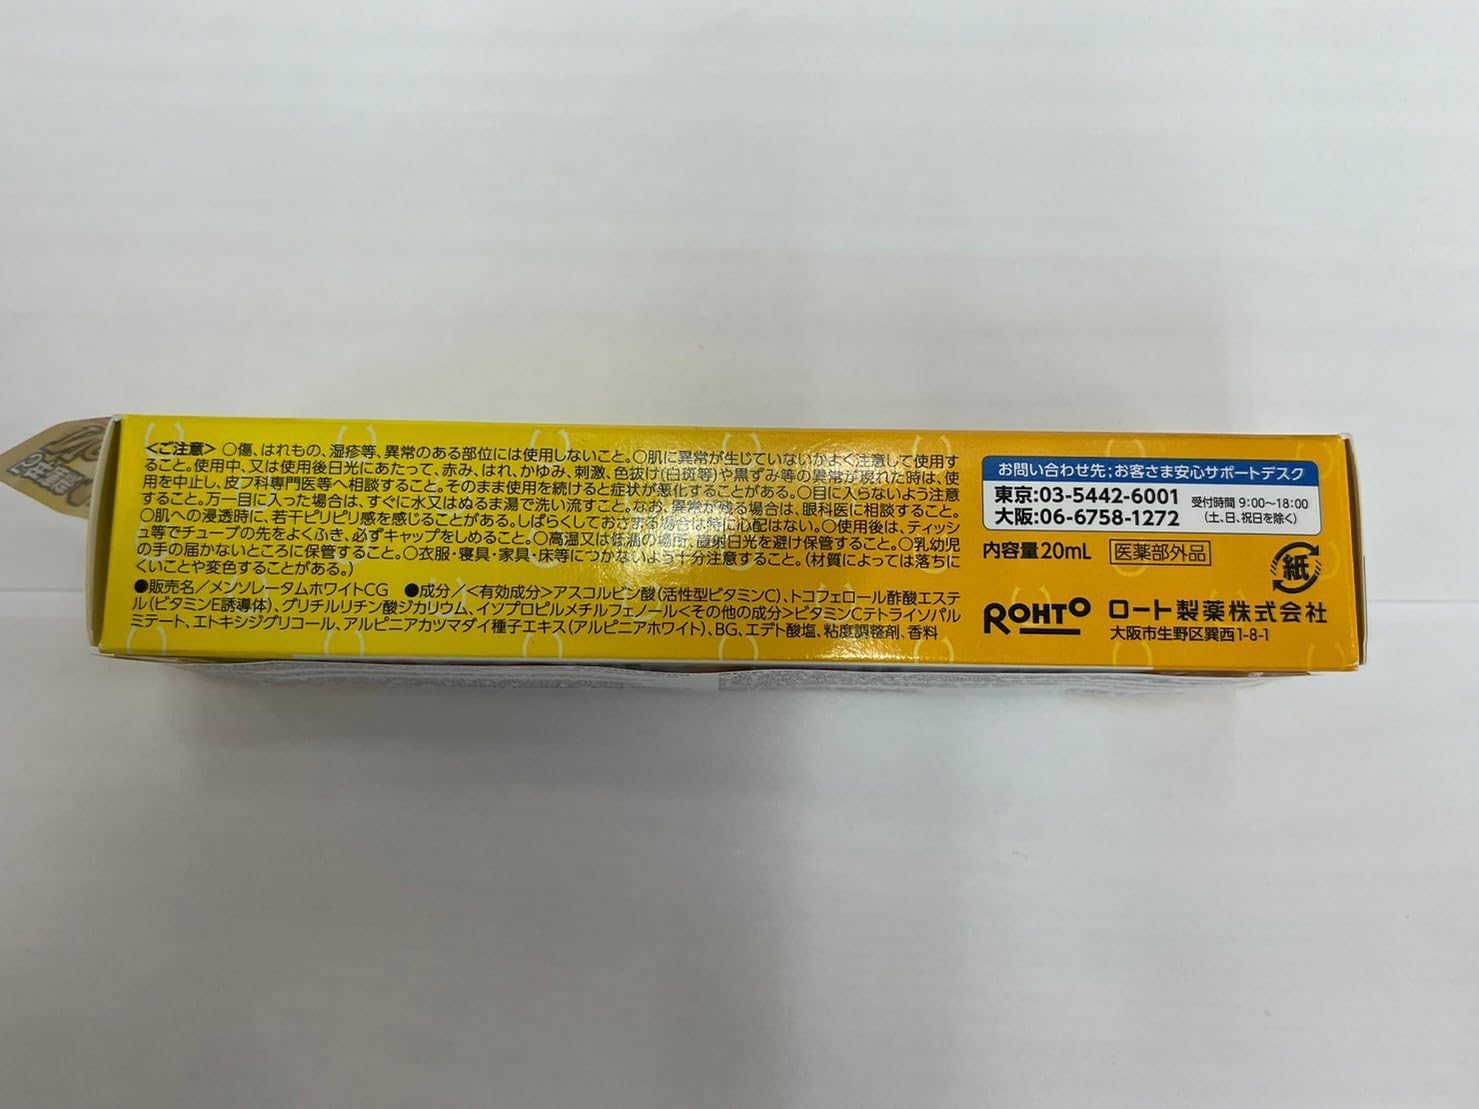 <ご注意> ○傷、はれもの、湿疹等、異常のある部位には使用しないこと。○肌に異常が生じていないかよく注意して使用す
ること。使用中、又は使用後日光にあたって、赤み、はれ、かゆみ、刺激、色抜け(白斑等)や黒ずみ等の異常が現れた時は、使
用を中止し、皮フ科専門医等へ相談すること。そのまま使用を続けると症状が悪化することがある。○目に入らないよう注意
すること。万一目に入った場合は、すぐに水又はぬるま湯で洗い流すこと。なお、異常が残る場合は、眼科医に相談すること。
○肌への浸透時に、若干ピリピリ感を感じることがある。しばらくしておさまる場合は特に心配はない。○使用後は、ティッシ
ュ等でチューブの先をよくふき、必ずキャップをしめること。○高温又は低温の場所、直射日光を避け保管すること。○乳幼児
の手の届かないところに保管すること。○衣服・寝具・家具・床等につかないよう十分注意すること。(材質によっては落ちに
くいことや変色することがある。)
●販売名/メンソレータムホワイトCG ●成分/<有効成分>アスコルビン酸(活性型ビタミンC)、トコフェロール酢酸エステ
ル(ビタミンE誘導体)、グリチルリチン酸ジカリウム、イソプロピルメチルフェノール<その他の成分>ビタミンCテトライソパル
ミテート、エトキシジグリコール、アルピニアカツマダイ種子エキス(アルピニアホワイト)、BG、エデト酸塩、粘度調整剤、香料
お問い合わせ先;お客さま安心サポートデスク
東京:03-5442-6001
大阪:06-6758-1272
受付時間 9:00~18:00
(土、日、祝日を除く)
内容量20mL 医薬部外品
紙
ROHTO ロート製薬株式会社
大阪市生野区巽西1-8-1